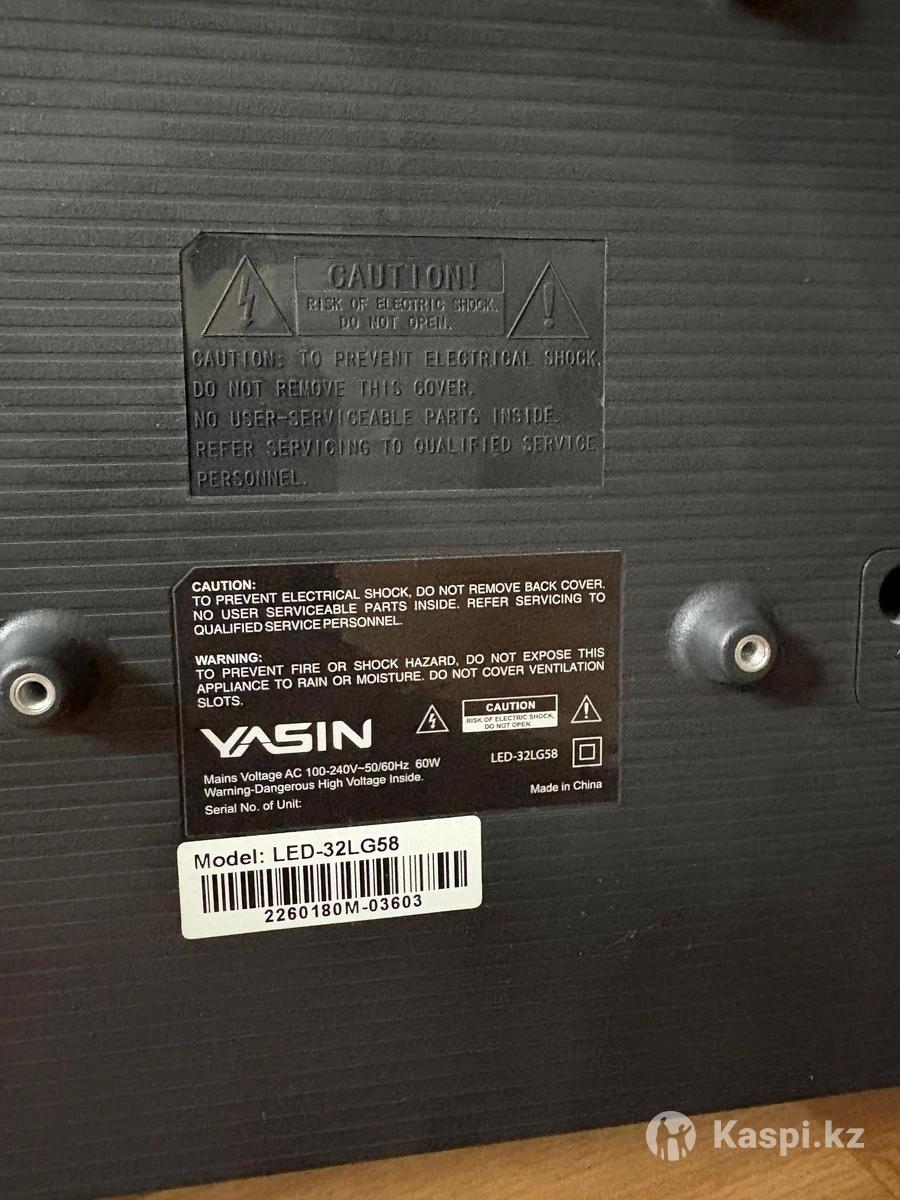 CAUTION!
RISK OF ELECTRIC SHOCK.
DO NOT OPEN.
CAUTION: TO PREVENT ELECTRICAL SHOCK,
DO NOT REMOVE THIS COVER.
NO USER-SERVICEABLE PARTS INSIDE.
REFER SERVICING TO QUALIFIED SERVICE
PERSONNEL.
CAUTION:
TO PREVENT ELECTRICAL SHOCK, DO NOT REMOVE BACK COVER.
NO USER SERVICEABLE PARTS INSIDE. REFER SERVICING TO
QUALIFIED SERVICE PERSONNEL.
WARNING:
TO PREVENT FIRE OR SHOCK HAZARD, DO NOT EXPOSE THIS
APPLIANCE TO RAIN OR MOISTURE. DO NOT COVER VENTILATION
SLOTS.
CAUTION
RISK OF ELECTRIC SHOCK,
DO NOT OPEN.
YASIN
LED-32LG58
Mains Voltage AC 100-240V~50/60Hz 60W
Warning-Dangerous High Voltage Inside.
Made in China
Serial No. of Unit:
Model: LED-32LG58
2260180M-03603
Kaspi.kz